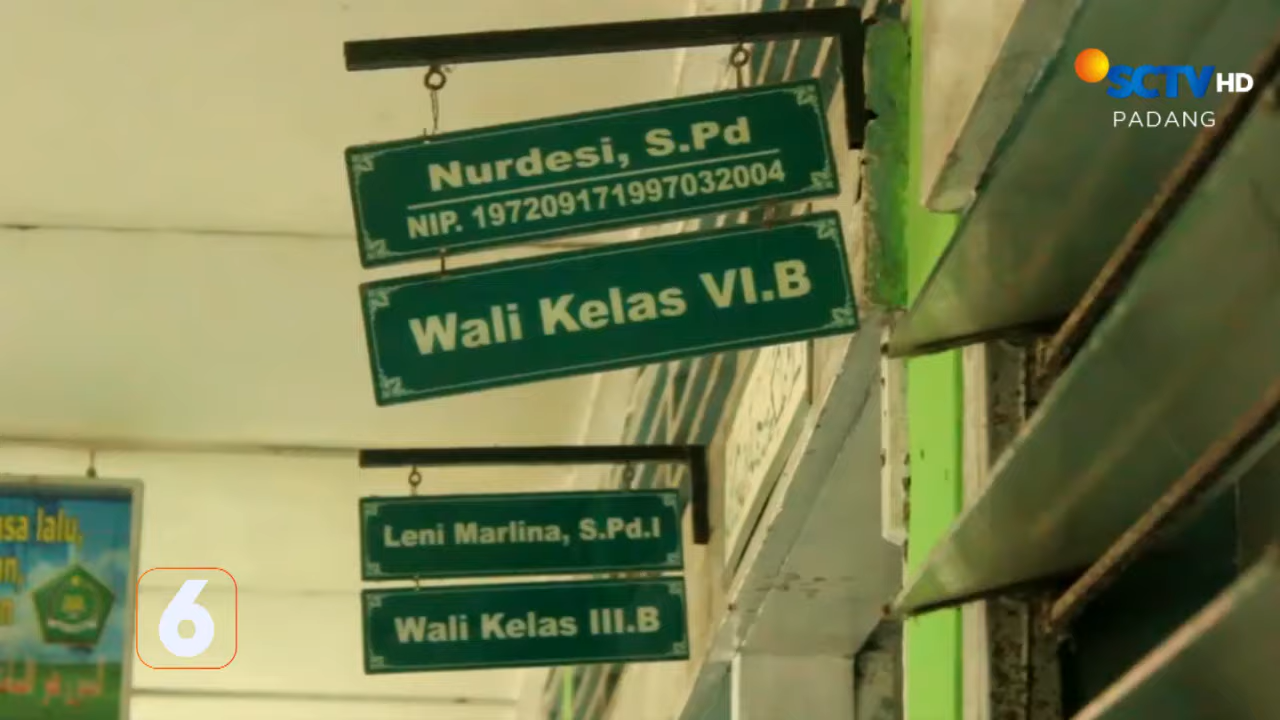 SCTV HD
PADANG
Nurdesi, S.Pd
NIP. 197209171997032004
Wali Kelas VI.B
Leni Marlina, S.Pd.I
Wali Kelas III.B
lalu,
6